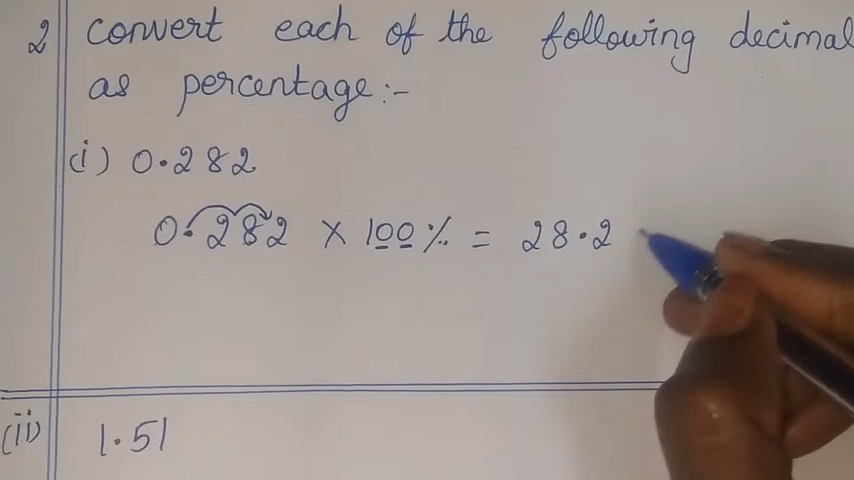 2 convert each of the following decimal
as percentage:-
(i) 0.282
0.282 × 100% = 28.2
(ii) 1.51